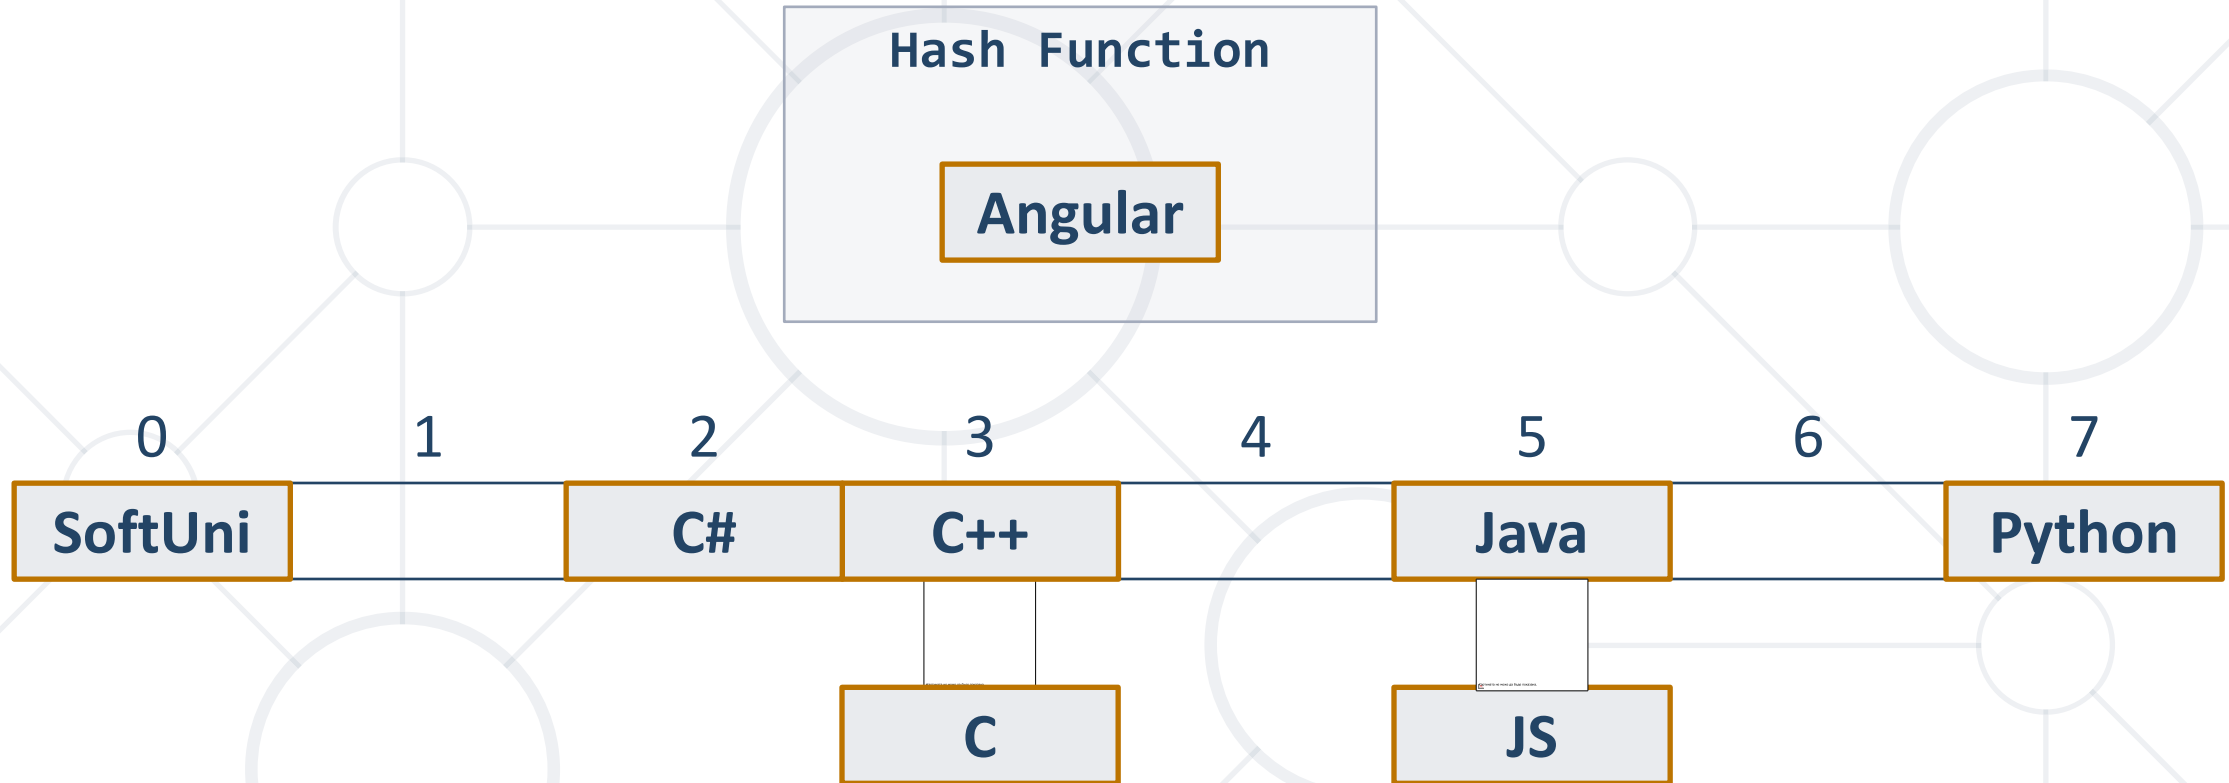 Hash Function
Angular
0 1 2 3 4 5 6 7
SoftUni C# C++ Java Python
C JS